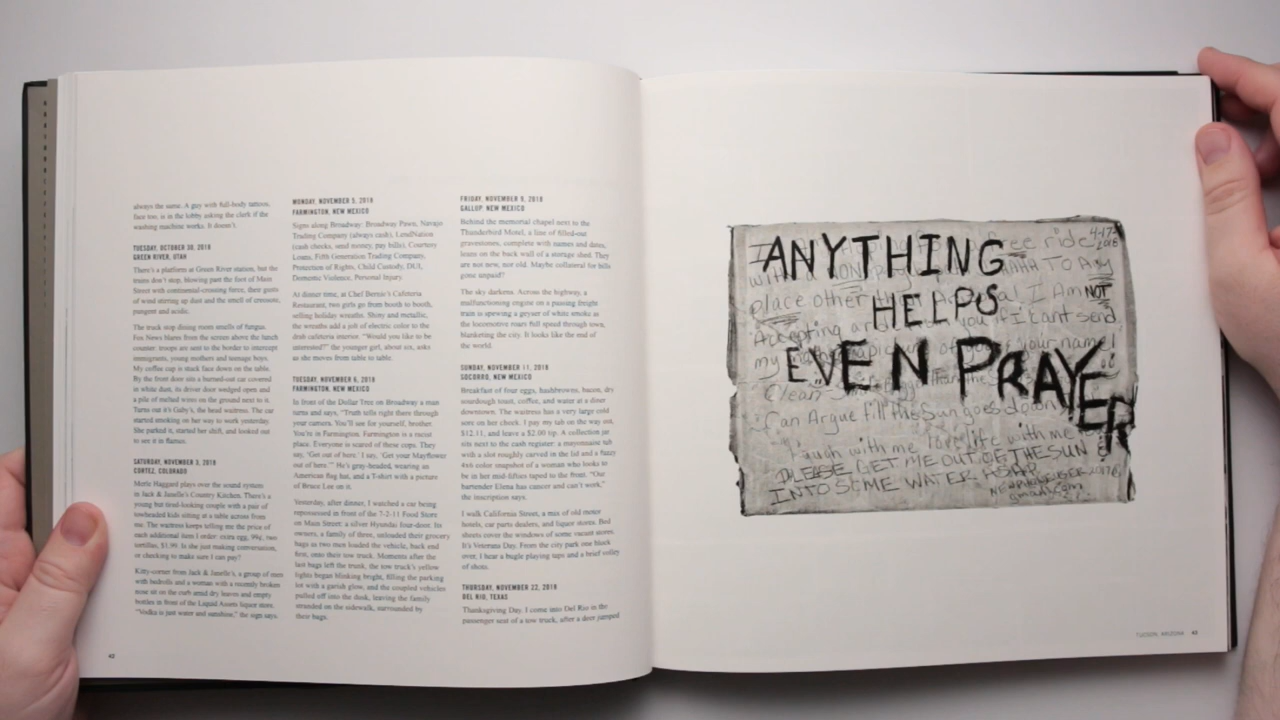 always the same. A guy with full-body tattoos,
face too, is in the lobby asking the clerk if the
washing machine works. It doesn't.
TUESDAY, OCTOBER 30, 2018
GREEN RIVER, UTAH
There's a platform at Green River station, but the
trains don't stop, blowing past the foot of Main
Street with continental-crossing force, their gusts
of wind stirring up dust and the smell of creosote,
pungent and acidic.
The truck stop dining room smells of fungus.
Fox News blares from the screen above the lunch
counter: troops are sent to the border to intercept
immigrants, young mothers and teenage boys.
My coffee cup is stuck face down on the table.
By the front door sits a burned-out car covered
in white dust, its driver door wedged open and
a pile of melted wires on the ground next to it.
Turns out it's Gaby's, the head waitress. The car
started smoking on her way to work yesterday.
She parked it, started her shift, and looked out
to see it in flames.
SATURDAY, NOVEMBER 3, 2018
CORTEZ, COLORADO
Merle Haggard plays over the sound system
in Jack & Janelle's Country Kitchen. There's a
young but tired-looking couple with a pair of
towheaded kids sitting at a table across from
me. The waitress keeps telling me the price of
each additional item I order: extra egg, 99¢, two
tortillas, $1.99. Is she just making conversation,
or checking to make sure I can pay?
Kitty-corner from Jack & Janelle's, a group of men
with bedrolls and a woman with a recently broken
nose sit on the curb amid dry leaves and empty
bottles in front of the Liquid Assets liquor store.
"Vodka is just water and sunshine," the sign says.
40
MONDAY, NOVEMBER 5, 2018
FARMINGTON, NEW MEXICO
Signs along Broadway: Broadway Pawn, Navajo
Trading Company (always cash), LendNation
(cash checks, send money, pay bills), Courtesy
Loans, Fifth Generation Trading Company,
Protection of Rights, Child Custody, DUI,
Domestic Violence, Personal Injury.
At dinner time, at Chef Bernie's Cafeteria
Restaurant, two girls go from booth to booth,
selling holiday wreaths. Shiny and metallic,
the wreaths add a jolt of electric color to the
drab cafeteria interior. "Would you like to be
interested?" the younger girl, about six, asks
as she moves from table to table.
TUESDAY, NOVEMBER 6, 2018
FARMINGTON, NEW MEXICO
In front of the Dollar Tree on Broadway a man
turns and says, "Truth tells right there through
your camera. You'll see for yourself, brother.
You're in Farmington. Farmington is a racist
place. Everyone is scared of these cops. They
say, 'Get out of here.' I say, 'Get your Mayflower
out of here.'" He's gray-headed, wearing an
American flag hat, and a T-shirt with a picture
of Bruce Lee on it.
Yesterday, after dinner, I watched a car being
repossessed in front of the 7-2-11 Food Store
on Main Street: a silver Hyundai four-door. Its
owners, a family of three, unloaded their grocery
bags as two men loaded the vehicle, back end
first, onto their tow truck. Moments after the
last bags left the trunk, the tow truck's yellow
lights began blinking bright, filling the parking
lot with a garish glow, and the coupled vehicles
pulled off into the dusk, leaving the family
stranded on the sidewalk, surrounded by
their bags.
FRIDAY, NOVEMBER 9, 2018
GALLUP, NEW MEXICO
Behind the memorial chapel next to the
Thunderbird Motel, a line of filled-out
gravestones, complete with names and dates,
leans on the back wall of a storage shed. They
are not new, nor old. Maybe collateral for bills
gone unpaid?
The sky darkens. Across the highway, a
malfunctioning engine on a passing freight
train is spewing a geyser of white smoke as
the locomotive roars full speed through town,
blanketing the city. It looks like the end of
the world.
SUNDAY, NOVEMBER 11, 2018
SOCORRO, NEW MEXICO
Breakfast of four eggs, hashbrowns, bacon, dry
sourdough toast, coffee, and water at a diner
downtown. The waitress has a very large cold
sore on her cheek. I pay my tab on the way out,
$12.11, and leave a $2.00 tip. A collection jar
sits next to the cash register: a mayonnaise tub
with a slot roughly carved in the lid and a fuzzy
4x6 color snapshot of a woman who looks to
be in her mid-fifties taped to the front. "Our
bartender Elena has cancer and can't work,"
the inscription says.
I walk California Street, a mix of old motor
hotels, car parts dealers, and liquor stores. Bed
sheets cover the windows of some vacant stores.
It's Veterans Day. From the city park one block
over, I hear a bugle playing taps and a brief volley
of shots.
THURSDAY, NOVEMBER 22, 2018
DEL RIO, TEXAS
Thanksgiving Day. I come into Del Rio in the
passenger seat of a tow truck, after a deer jumped
ANYTHING
HELPS
EVEN PRAYER
free ride 4-17-2018
TO Any
place other I Am NOT
Accepting a you if I cant send
my your name!
Clean
Can Argue till the Sun goes down
Laugh with me love life with me
PLEASE GET ME OUT OF THE SUN &
INTO SOME WATER ASAP
gmail.com
TUCSON, ARIZONA 43